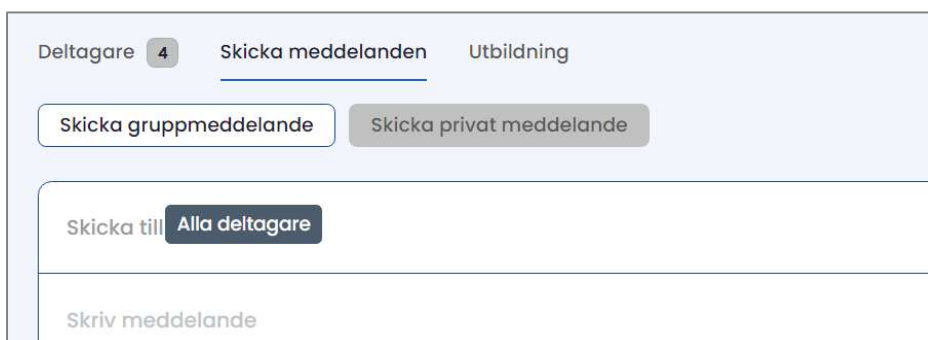 Deltagare 4 Skicka meddelanden Utbildning
Skicka gruppmeddelande Skicka privat meddelande
Skicka till Alla deltagare
Skriv meddelande